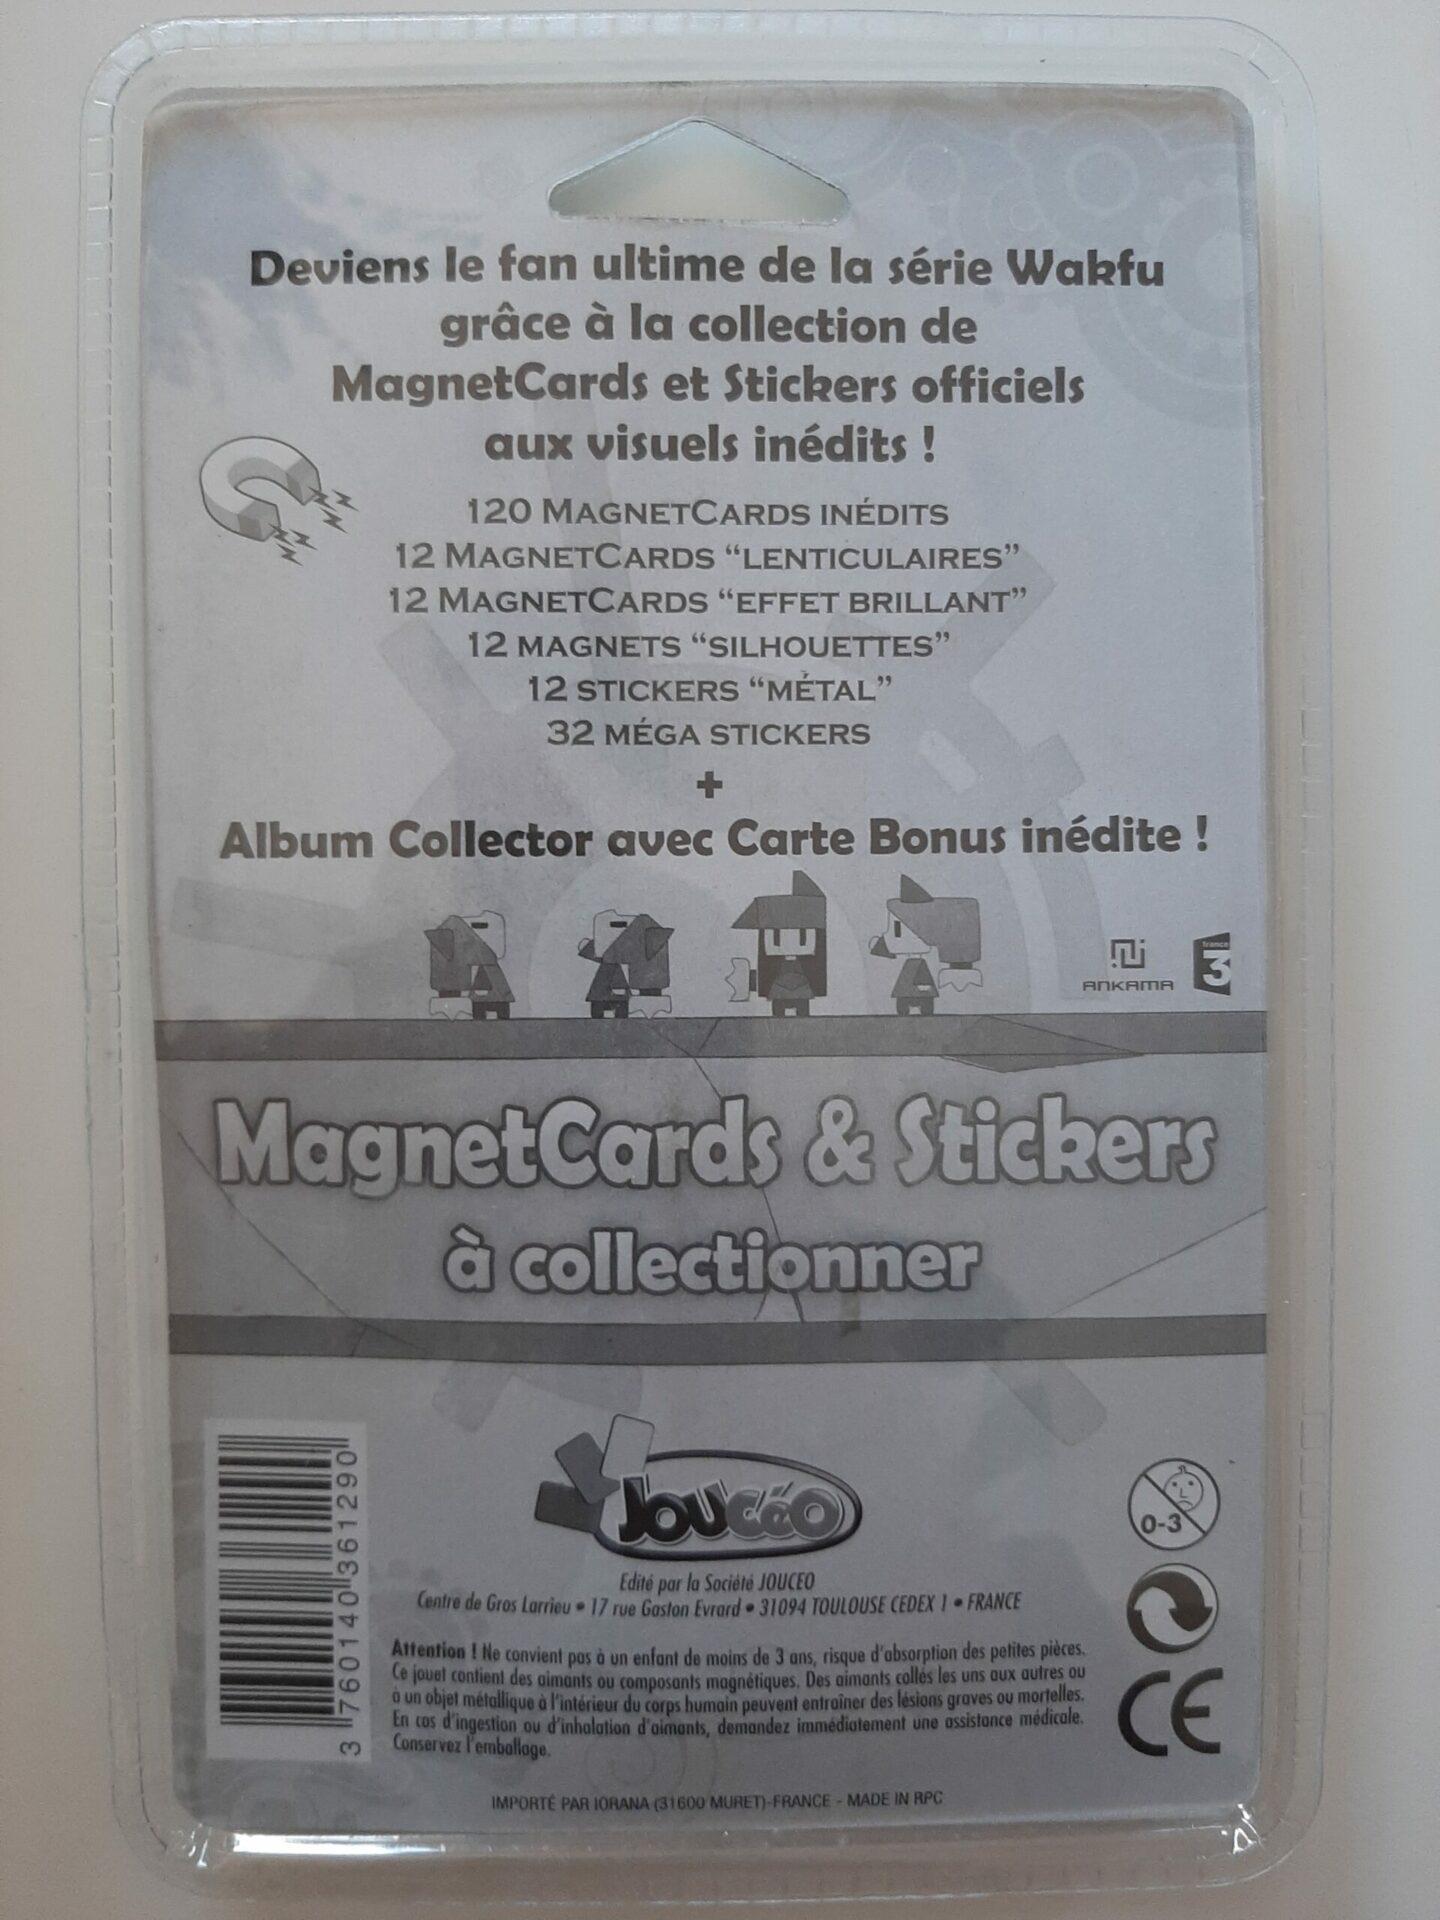 Deviens le fan ultime de la série Wakfu
grâce à la collection de
MagnetCards et Stickers officiels
aux visuels inédits !
120 MAGNETCARDS INÉDITS
12 MAGNETCARDS “LENTICULAIRES”
12 MAGNETCARDS “EFFET BRILLANT”
12 MAGNETS “SILHOUETTES”
12 STICKERS “MÉTAL”
32 MÉGA STICKERS
+
Album Collector avec Carte Bonus inédite !
ANKAMA
france
3
MagnetCards & Stickers
à collectionner
3 760140 361290
JOUCÉO
0-3
Edité par la Société JOUCEO
Centre de Gros Larrieu • 17 rue Gaston Evrard • 31094 TOULOUSE CEDEX 1 • FRANCE
Attention ! Ne convient pas à un enfant de moins de 3 ans, risque d'absorption des petites pièces.
Ce jouet contient des aimants ou composants magnétiques. Des aimants collés les uns aux autres ou
à un objet métallique à l'intérieur du corps humain peuvent entraîner des lésions graves ou mortelles.
En cas d'ingestion ou d'inhalation d'aimants, demandez immédiatement une assistance médicale.
Conservez l'emballage.
CE
IMPORTÉ PAR IORANA (31600 MURET)-FRANCE - MADE IN RPC